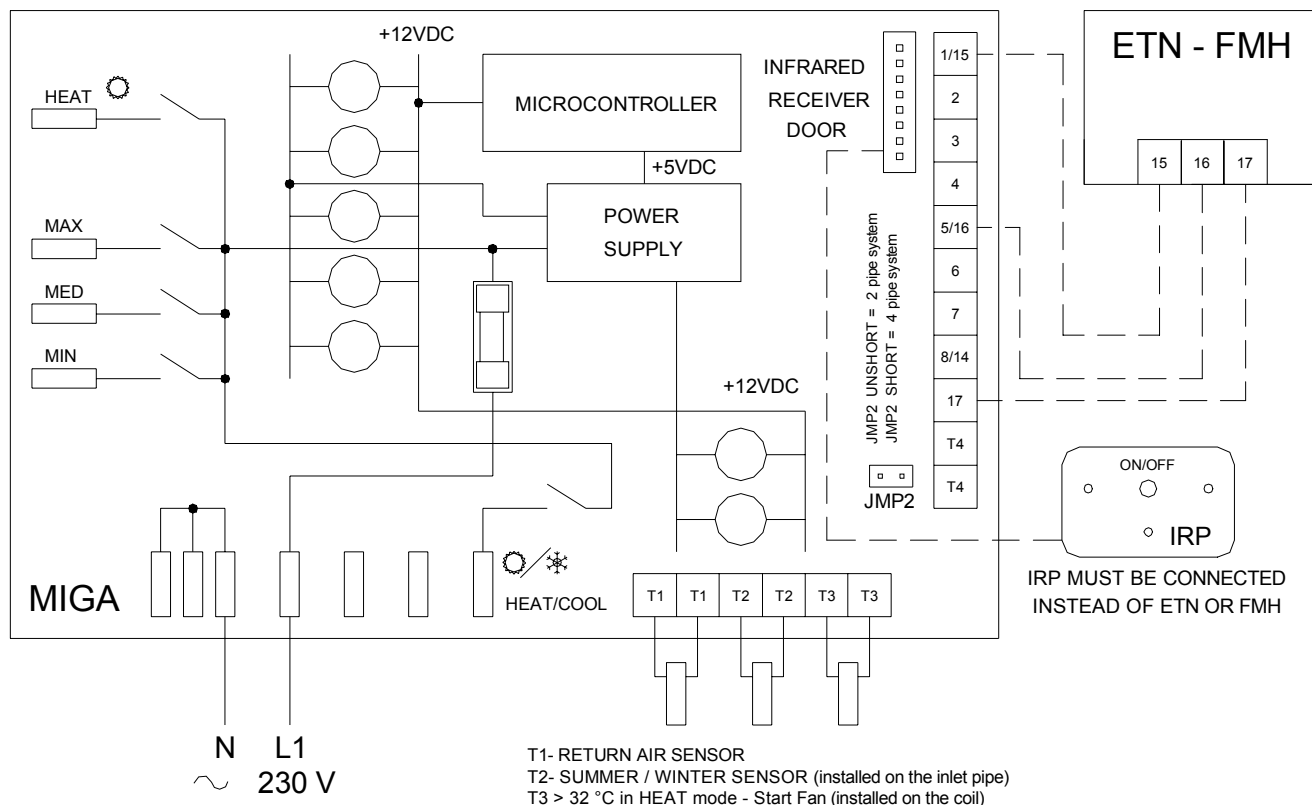 +12VDC
HEAT
MAX
MED
MIN
MICROCONTROLLER
+5VDC
POWER
SUPPLY
INFRARED
RECEIVER
DOOR
1/15
2
3
4
5/16
6
7
8/14
17
T4
T4
JMP2 UNSHORT = 2 pipe system
JMP2 SHORT = 4 pipe system
JMP2
+12VDC
ETN - FMH
15
16
17
ON/OFF
IRP
IRP MUST BE CONNECTED
INSTEAD OF ETN OR FMH
MIGA
HEAT/COOL
T1
T1
T2
T2
T3
T3
N
L1
230 V
T1- RETURN AIR SENSOR
T2- SUMMER / WINTER SENSOR (installed on the inlet pipe)
T3 > 32 °C in HEAT mode - Start Fan (installed on the coil)